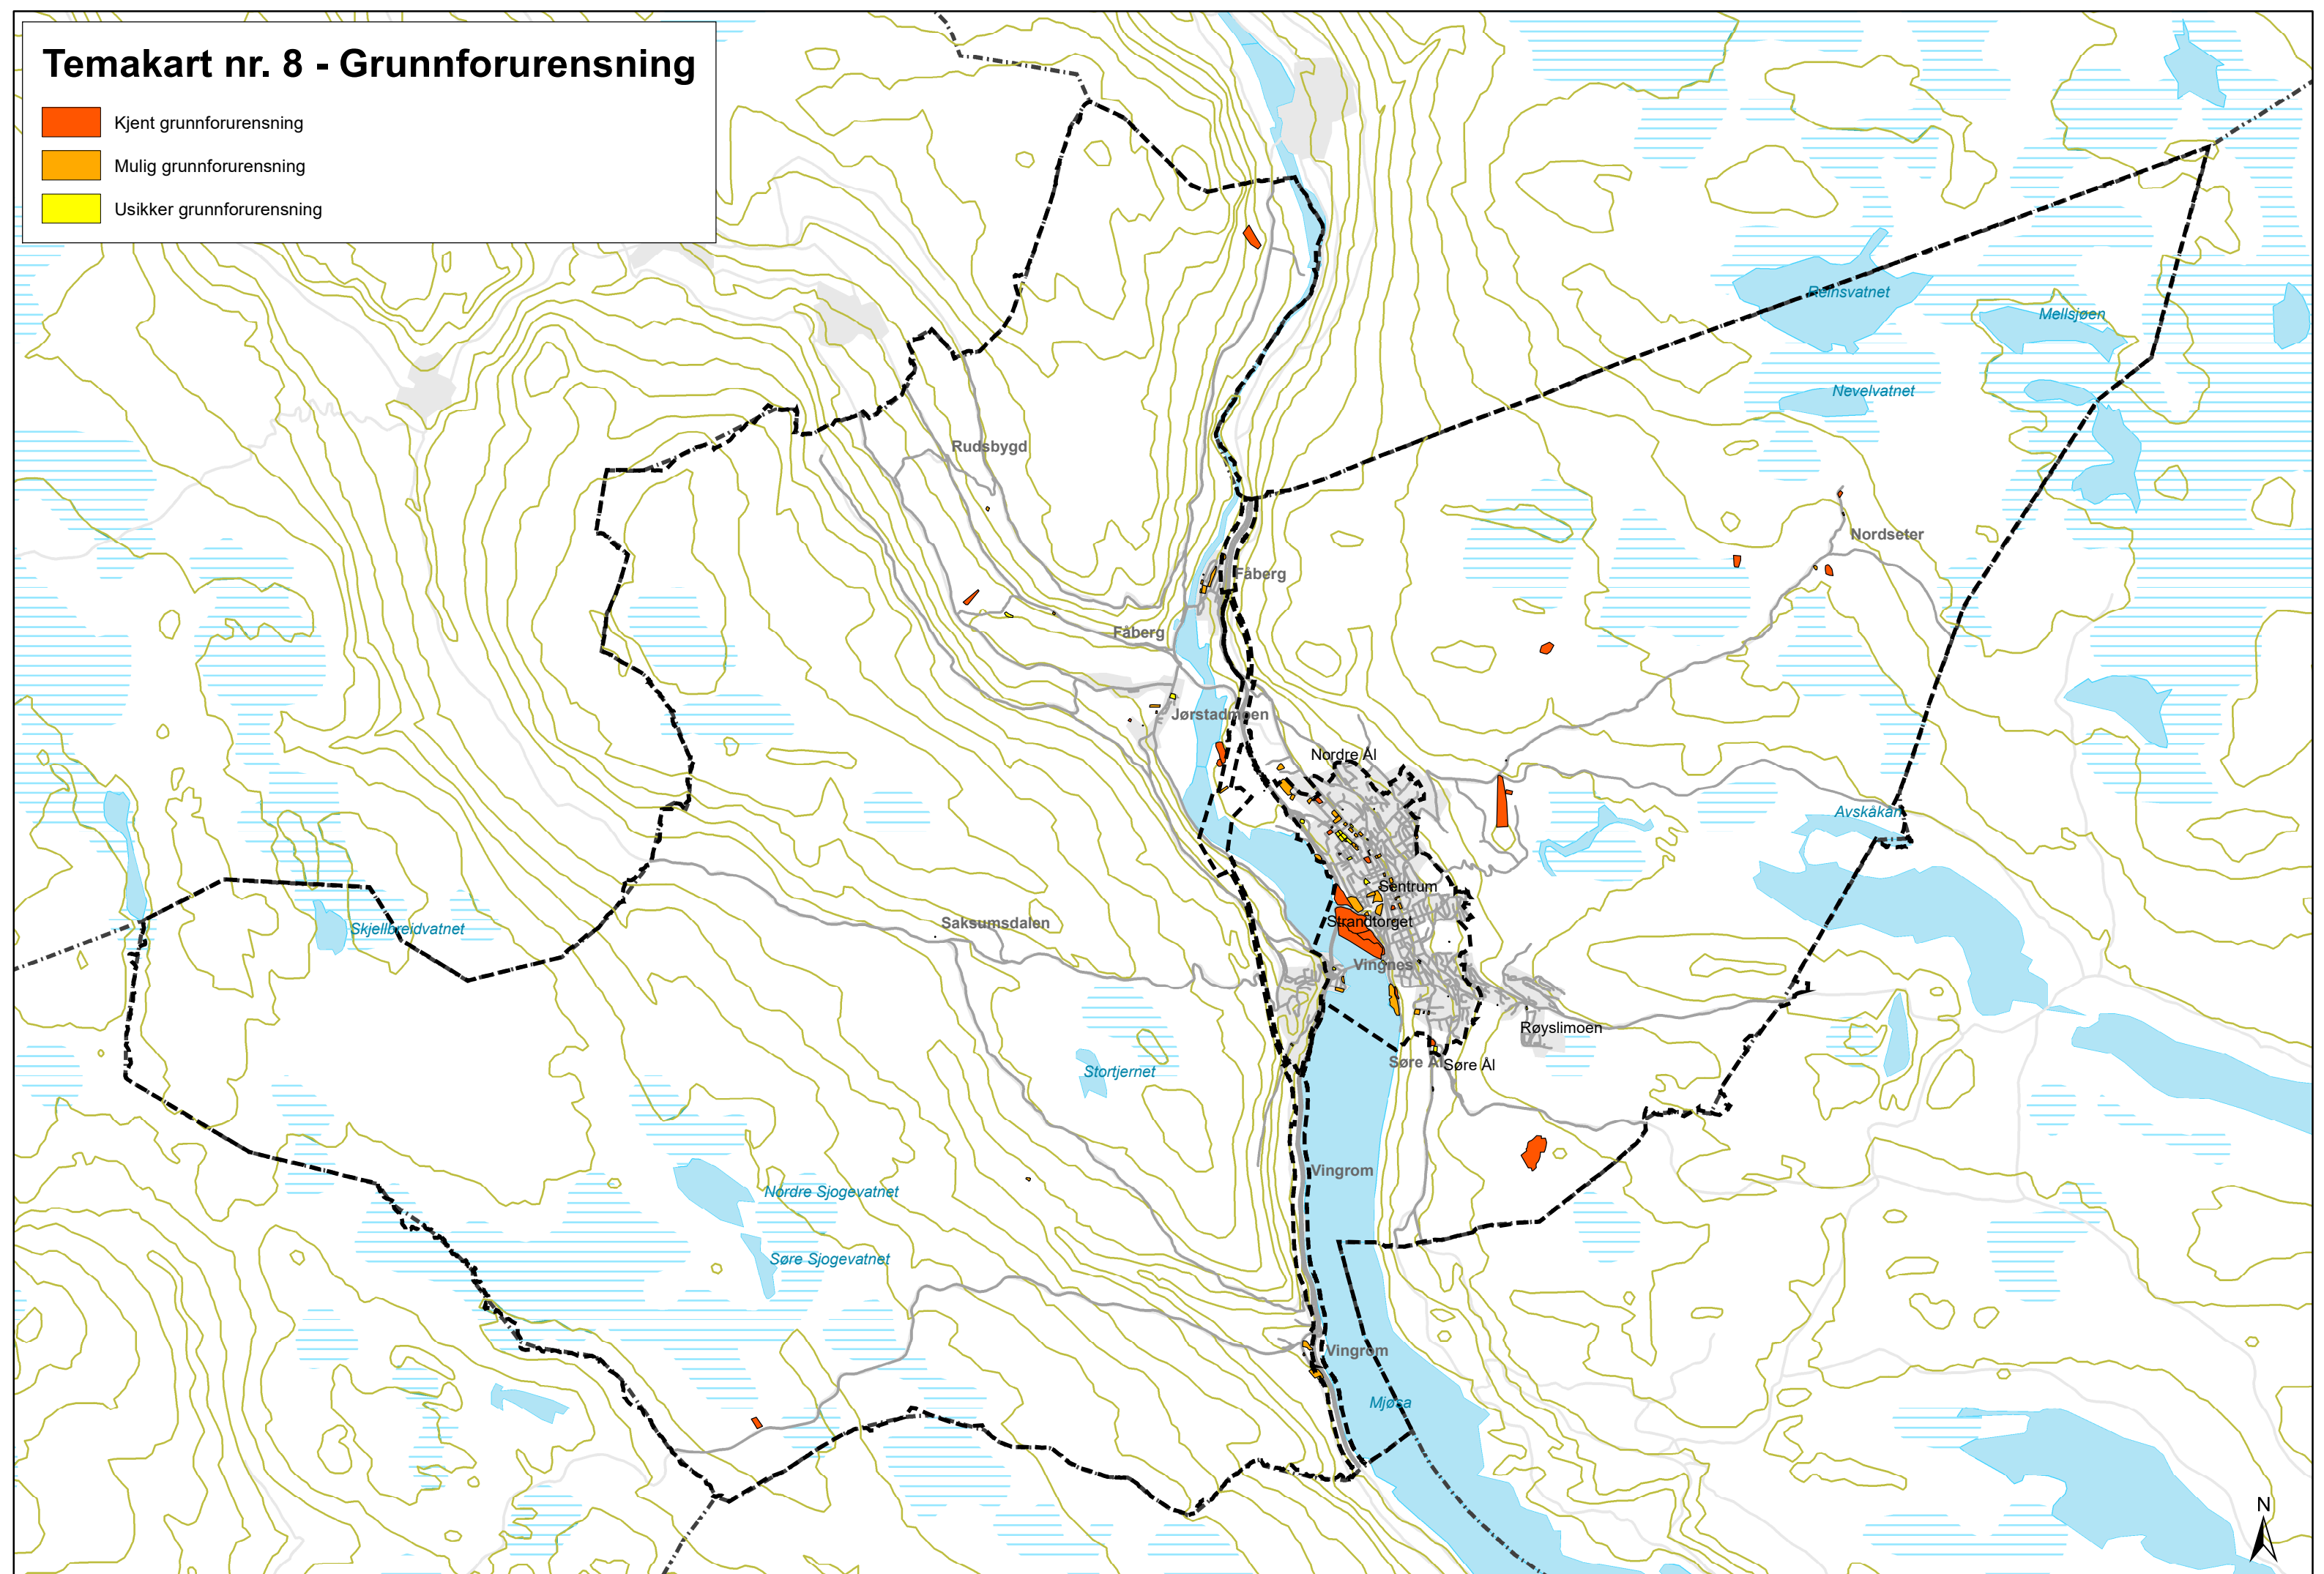 Temakart nr. 8 - Grunnforurensning
Kjent grunnforurensning
Mulig grunnforurensning
Usikker grunnforurensning
Reinsvatnet
Mellsjøen
Nevelvatnet
Rudsbygd
Nordseter
Fåberg
Fåberg
Jørstadmoen
Nordre Ål
Avskåkan
Sentrum
Strandtorget
Saksumsdalen
Skjellbreidvatnet
Vingnes
Røyslimoen
Søre Ål
Søre Ål
Stortjernet
Vingrom
Nordre Sjogevatnet
Søre Sjogevatnet
Vingrom
Mjøsa
N